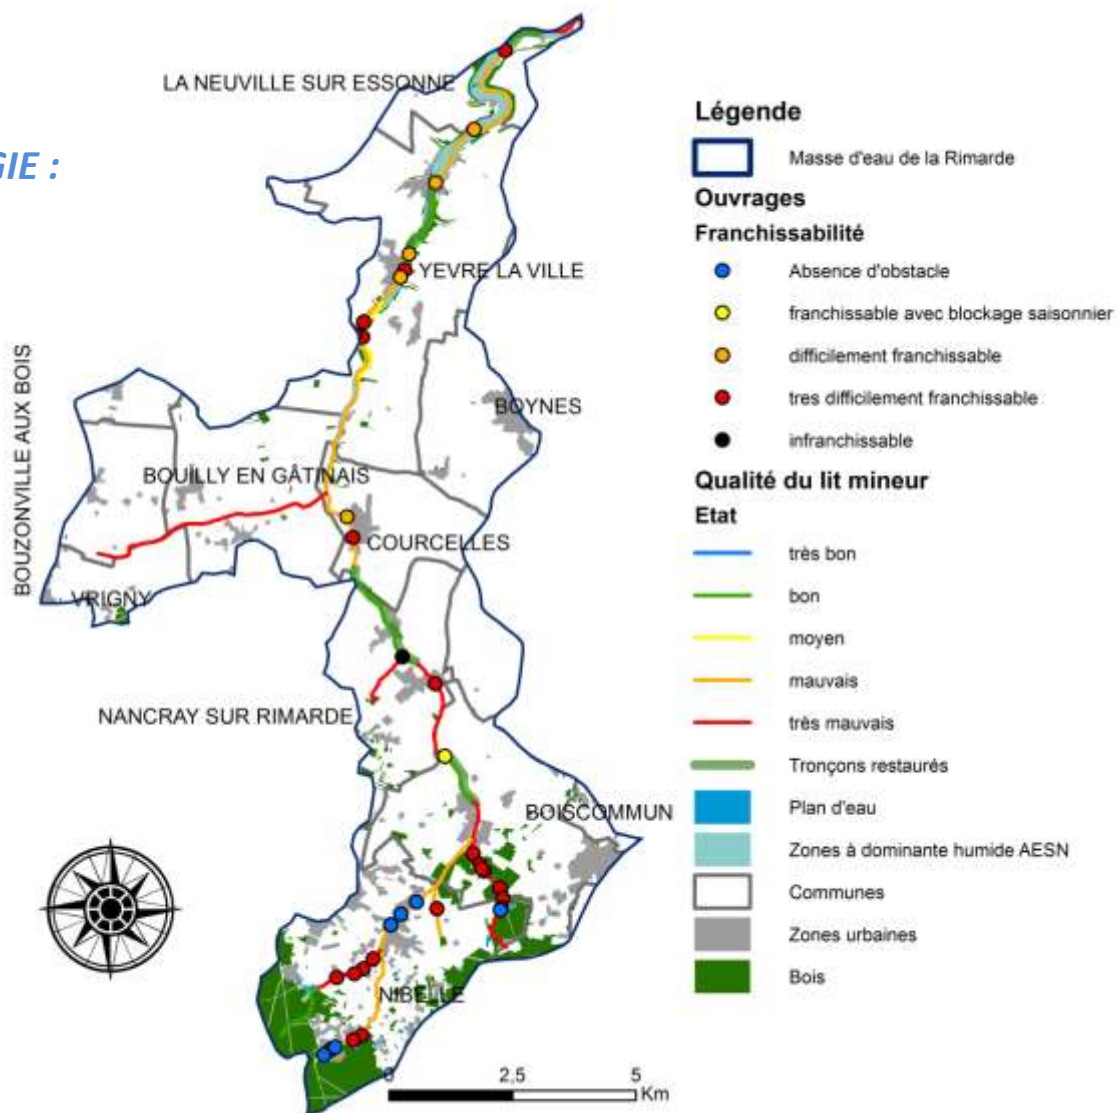 GIE :
LA NEUVILLE SUR ESSONNE
YEVRE LA VILLE
BOUZONVILLE AUX BOIS
BOYNES
BOUILLY EN GÂTINAIS
COURCELLES
VRIGNY
NANCRAY SUR RIMARDE
BOISCOMMUN
NIBELLE
0 2,5 5
Km
Légende
Masse d'eau de la Rimarde
Ouvrages
Franchissabilité
Absence d'obstacle
franchissable avec blockage saisonnier
difficilement franchissable
tres difficilement franchissable
infranchissable
Qualité du lit mineur
Etat
très bon
bon
moyen
mauvais
très mauvais
Tronçons restaurés
Plan d'eau
Zones à dominante humide AESN
Communes
Zones urbaines
Bois